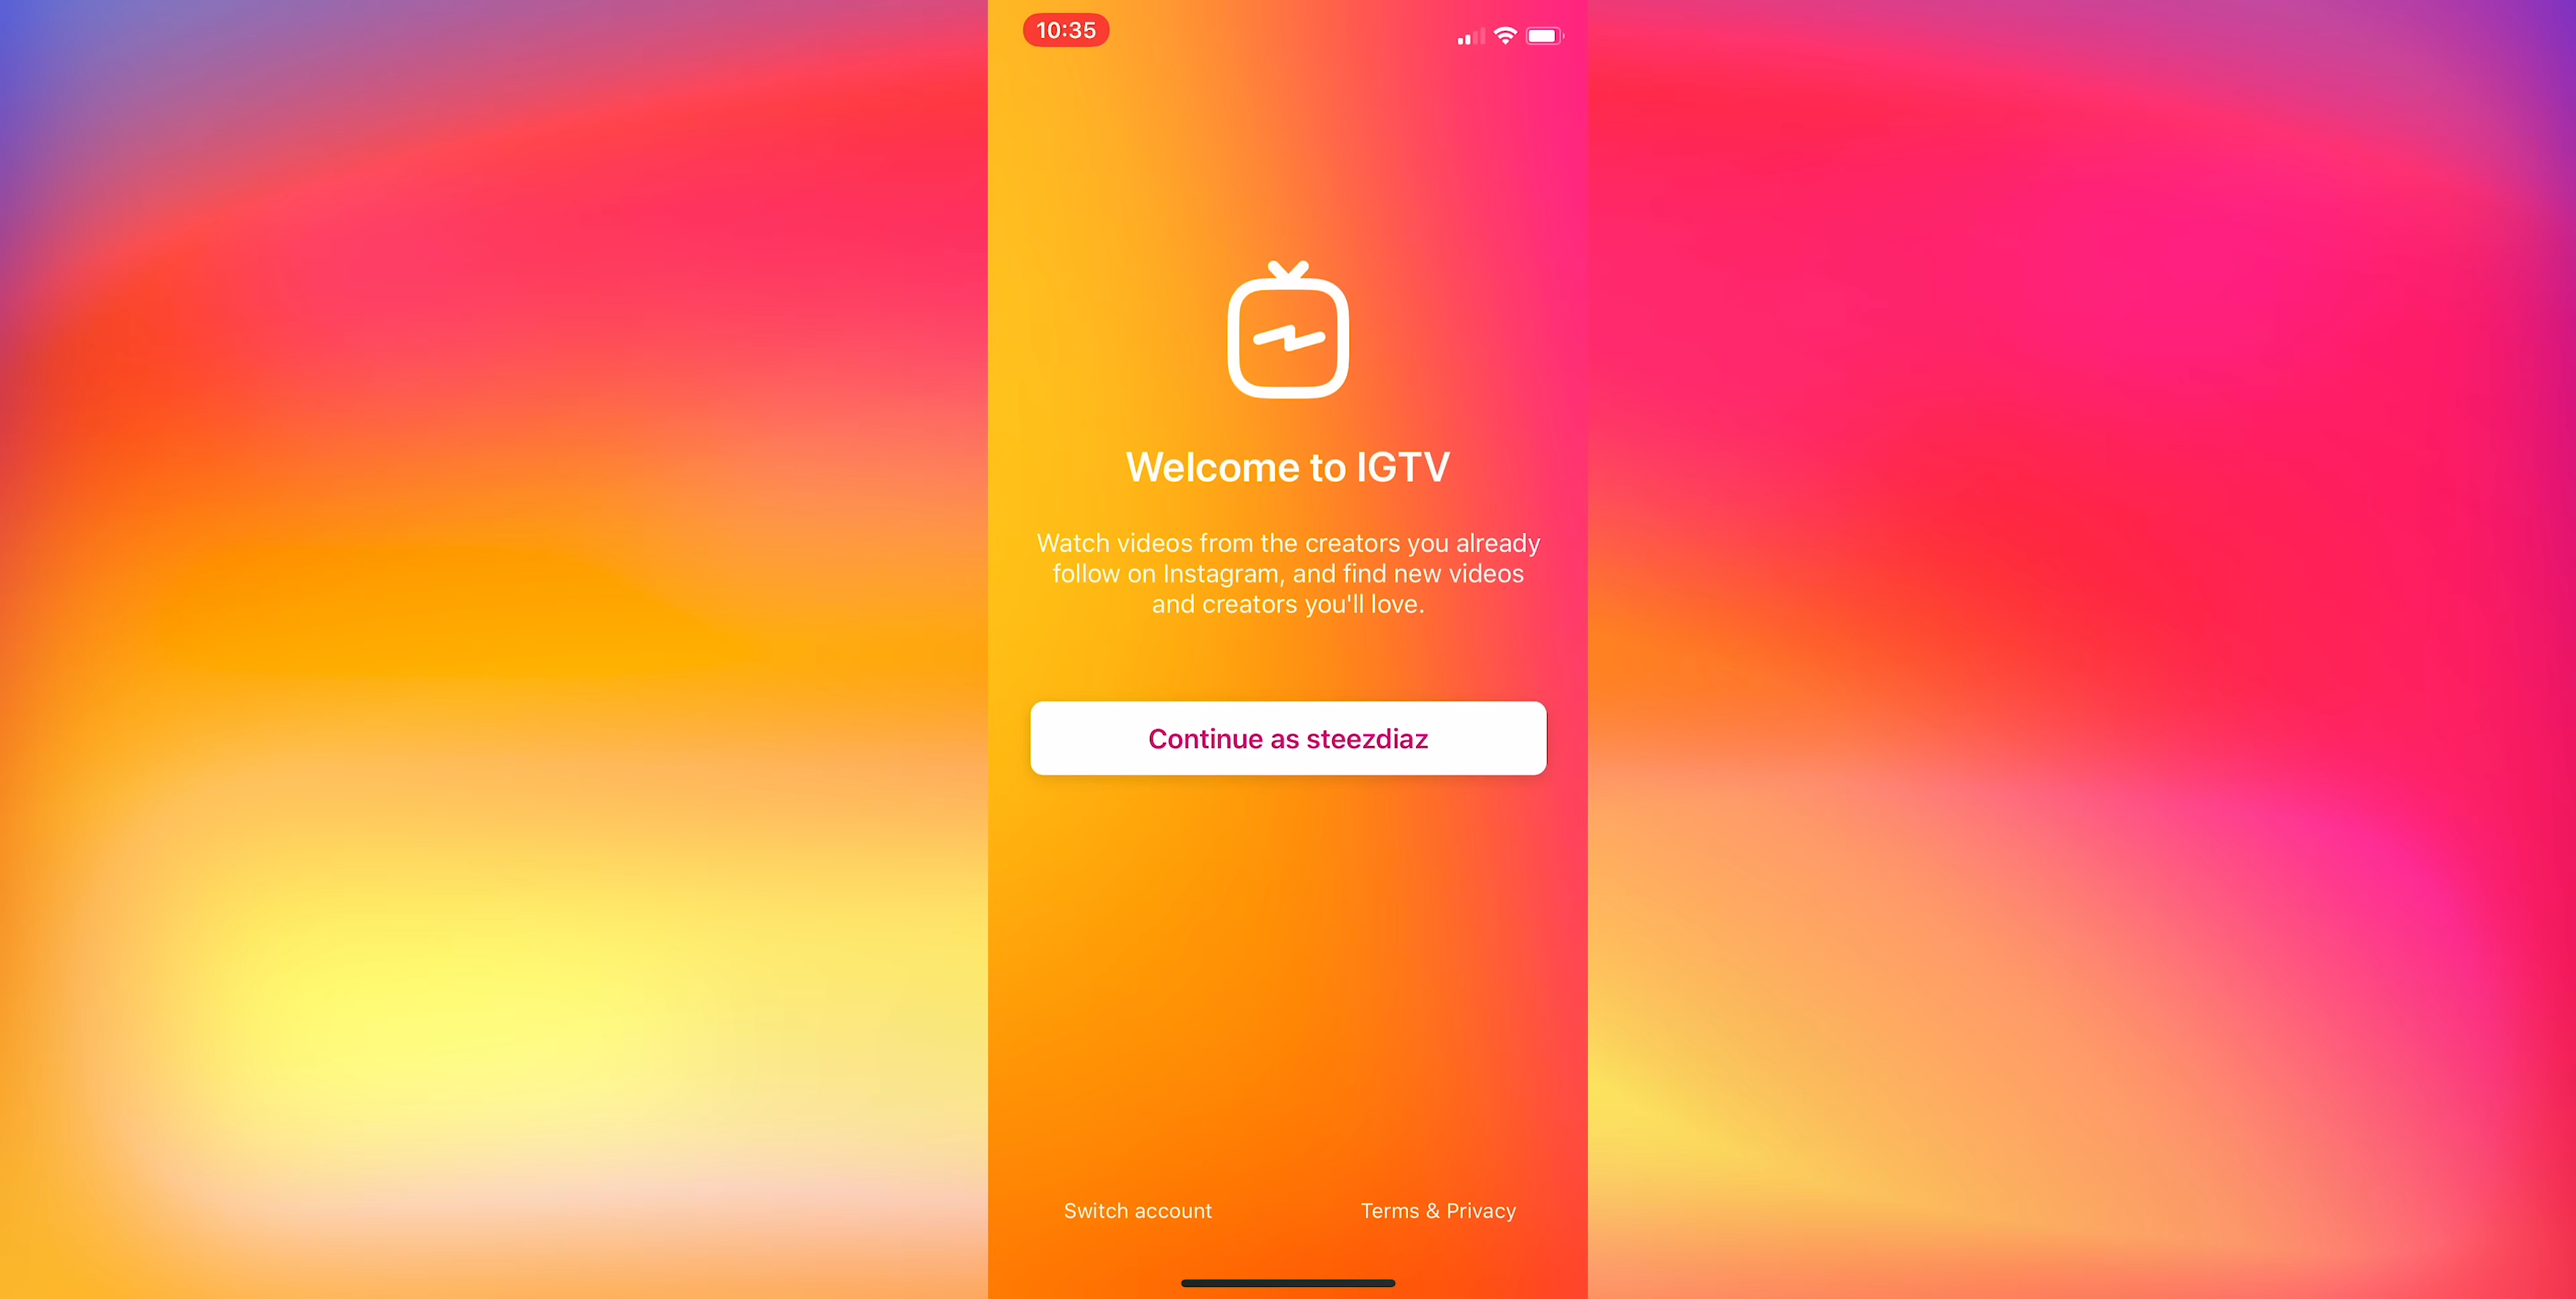 10:35
Welcome to IGTV
Watch videos from the creators you already
follow on Instagram, and find new videos
and creators you'll love.
Continue as steezdiaz
Switch account
Terms & Privacy